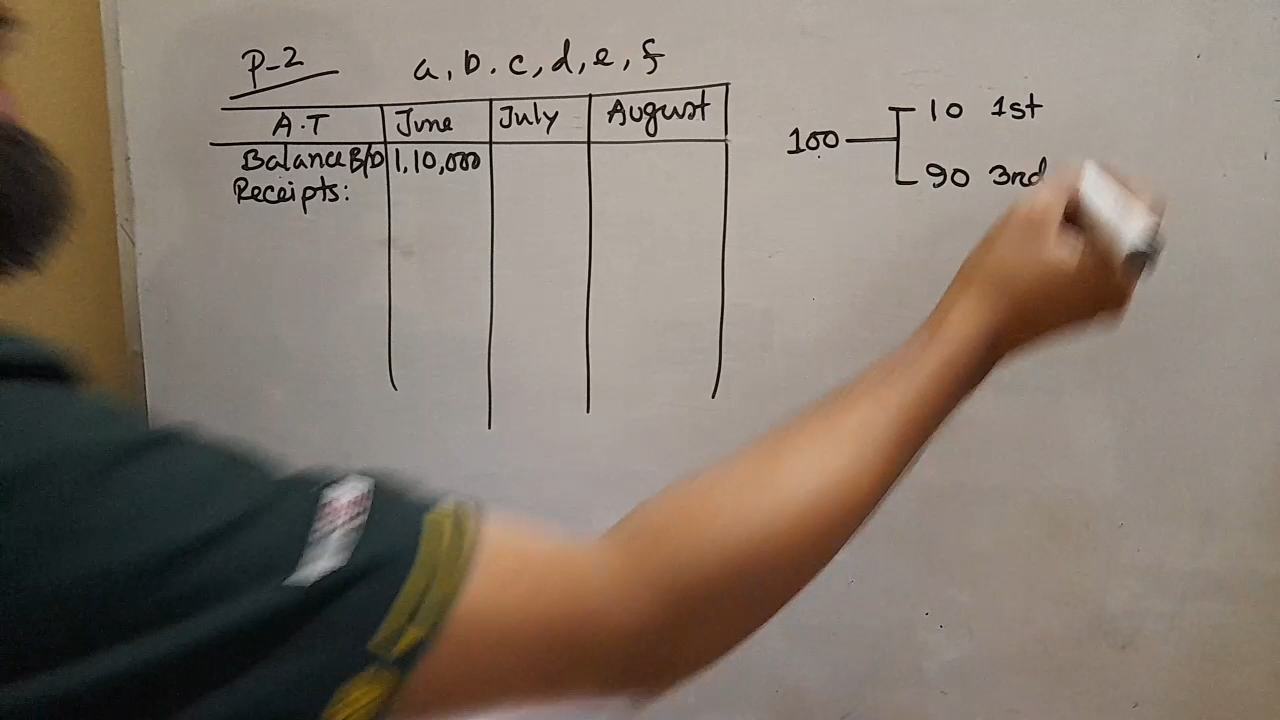 P-2
a, b. c, d, e, f
A.T June July August
Balance B/D 1,10,000
Receipts:
100
10 1st
90 3rd